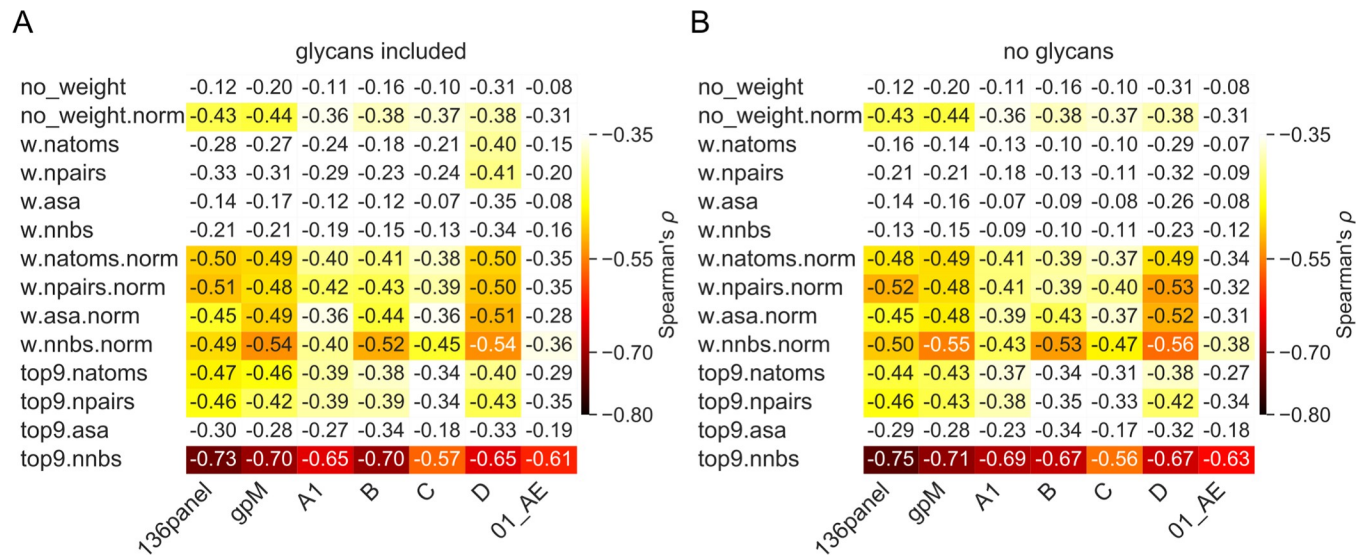 A
glycans included
no_weight -0.12 -0.20 -0.11 -0.16 -0.10 -0.31 -0.08
no_weight.norm -0.43 -0.44 -0.36 -0.38 -0.37 -0.38 -0.31
w.natoms -0.28 -0.27 -0.24 -0.18 -0.21 -0.40 -0.15
w.npairs -0.33 -0.31 -0.29 -0.23 -0.24 -0.41 -0.20
w.asa -0.14 -0.17 -0.12 -0.12 -0.07 -0.35 -0.08
w.nnbs -0.21 -0.21 -0.19 -0.15 -0.13 -0.34 -0.16
w.natoms.norm -0.50 -0.49 -0.40 -0.41 -0.38 -0.50 -0.35
w.npairs.norm -0.51 -0.48 -0.42 -0.43 -0.39 -0.50 -0.35
w.asa.norm -0.45 -0.49 -0.36 -0.44 -0.36 -0.51 -0.28
w.nnbs.norm -0.49 -0.54 -0.40 -0.52 -0.45 -0.54 -0.36
top9.natoms -0.47 -0.46 -0.39 -0.38 -0.34 -0.40 -0.29
top9.npairs -0.46 -0.42 -0.39 -0.39 -0.34 -0.43 -0.35
top9.asa -0.30 -0.28 -0.27 -0.34 -0.18 -0.33 -0.19
top9.nnbs -0.73 -0.70 -0.65 -0.70 -0.57 -0.65 -0.61
136panel gpM A1 B C D 01_AE
-0.35
-0.55
-0.70
-0.80
Spearman's ρ
B
no glycans
no_weight -0.12 -0.20 -0.11 -0.16 -0.10 -0.31 -0.08
no_weight.norm -0.43 -0.44 -0.36 -0.38 -0.37 -0.38 -0.31
w.natoms -0.16 -0.14 -0.13 -0.10 -0.10 -0.29 -0.07
w.npairs -0.21 -0.21 -0.18 -0.13 -0.11 -0.32 -0.09
w.asa -0.14 -0.16 -0.07 -0.09 -0.08 -0.26 -0.08
w.nnbs -0.13 -0.15 -0.09 -0.10 -0.11 -0.23 -0.12
w.natoms.norm -0.48 -0.49 -0.41 -0.39 -0.37 -0.49 -0.34
w.npairs.norm -0.52 -0.48 -0.41 -0.39 -0.40 -0.53 -0.32
w.asa.norm -0.45 -0.48 -0.39 -0.43 -0.37 -0.52 -0.31
w.nnbs.norm -0.50 -0.55 -0.43 -0.53 -0.47 -0.56 -0.38
top9.natoms -0.44 -0.43 -0.37 -0.34 -0.31 -0.38 -0.27
top9.npairs -0.46 -0.43 -0.38 -0.35 -0.33 -0.42 -0.34
top9.asa -0.29 -0.28 -0.23 -0.34 -0.17 -0.32 -0.18
top9.nnbs -0.75 -0.71 -0.69 -0.67 -0.56 -0.67 -0.63
136panel gpM A1 B C D 01_AE
-0.35
-0.55
-0.70
-0.80
Spearman's ρ